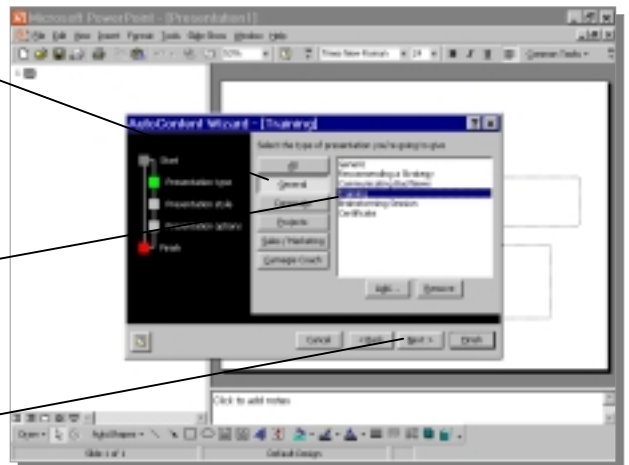 Microsoft PowerPoint - [Presentation1]
File Edit View Insert Format Tools Slide Show Window Help
Times New Roman 24 Common Tasks
AutoContent Wizard - [Training]
Select the type of presentation you're going to give
Start
Presentation type
Presentation style
Presentation options
Finish
All
General
Corporate
Projects
Sales / Marketing
Carnegie Coach
Generic
Recommending a Strategy
Communicating Bad News
Training
Brainstorming Session
Certificate
Add... Remove
Cancel < Back Next > Finish
Click to add notes
Draw AutoShapes
Slide 1 of 1 Default Design